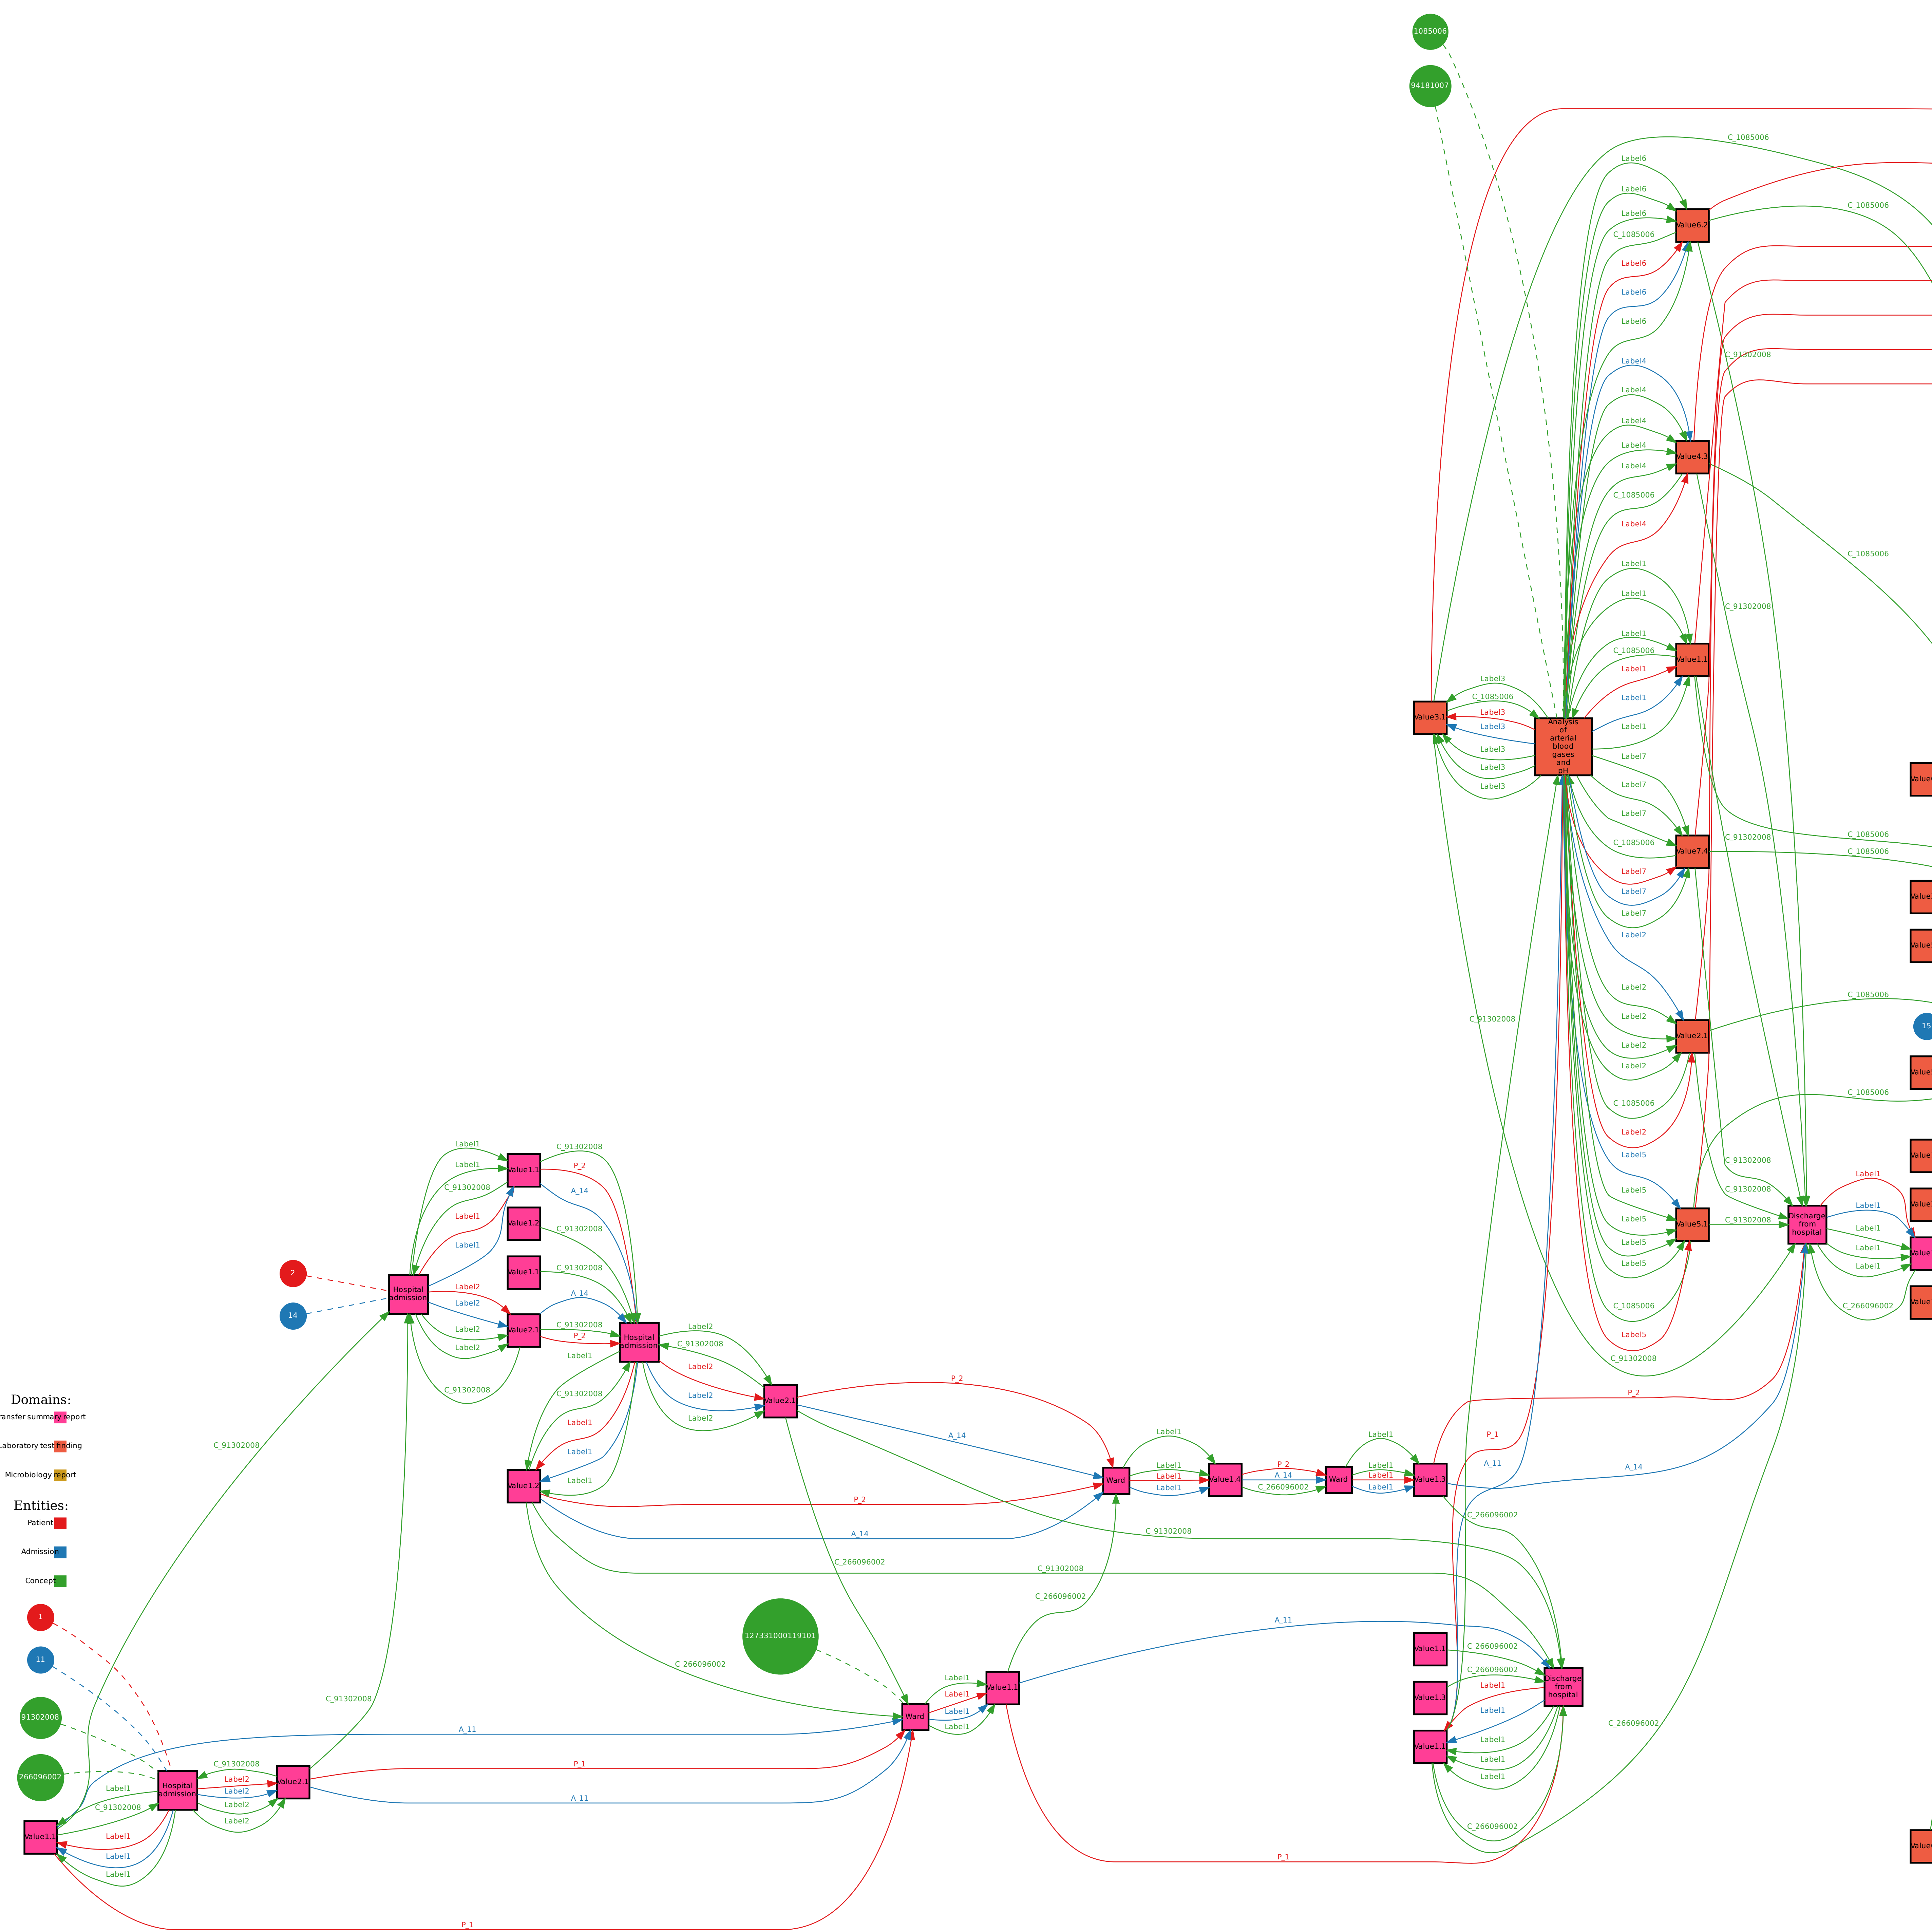 1085006
94181007
C_1085006
Label6
Label6
C_1085006
Label6
Value6.2
C_1085006
Label6
Label6
Label6
C_91302008
Label4
Label4
Label4
Label4
Value4.3
Label4
C_1085006
Label4
C_1085006
Label1
Label1
C_91302008
Label1
C_1085006
Value1.1
Label1
Label3
C_1085006
Label1
Label3
Value3.1
Label3
Label1
Analysis
of
arterial
blood
gases
and
pH
Label3
Label3
Label3
Label7
Label7
Label7
C_1085006
C_91302008
C_1085006
Value7.4
C_1085006
Label7
Label7
Label7
Label2
Label2
C_1085006
Label2
C_91302008
15
Value2.1
Label2
Label2
C_1085006
C_1085006
Label2
Label5
C_91302008
Label5
C_91302008
Label5
C_91302008
Value5.1
Label5
Label5
C_1085006
Label5
C_91302008
Label1
Label1
Discharge
from
hospital
Label1
Label1
Label1
C_266096002
Label1
C_91302008
Label1
P_2
Value1.1
C_91302008
A_14
Label1
Value1.2
C_91302008
Label1
Value1.1
C_91302008
2
Hospital
admission
Label2
A_14
Label2
14
Label2
Value2.1
C_91302008
P_2
Label2
Hospital
admission
Label2
C_91302008
Label1
Label2
C_91302008
C_91302008
Label2
Value2.1
Label1
Label2
P_2
P_2
Label1
A_14
Label1
Value1.2
P_2
A_14
Label1
Label1
Label1
Label1
Ward
Value1.4
P_2
A_14
C_266096002
Ward
Label1
Label1
Label1
Value1.3
P_1
A_11
A_14
C_266096002
C_91302008
C_266096002
C_91302008
C_266096002
Domains:
ransfer summary report
Laboratory test finding
Microbiology report
Entities:
Patient
Admission
Concept
C_91302008
1
11
91302008
266096002
127331000119101
C_266096002
A_11
C_91302008
Label1
Label1
Label1
Label1
Ward
Value1.1
Value1.1
C_266096002
Value1.3
C_266096002
Label1
Discharge
from
hospital
Label1
Value1.1
Label1
Label1
Label1
C_266096002
C_266096002
A_11
P_1
A_11
C_91302008
Label2
Label2
Label2
Label2
Value2.1
Hospital
admission
Label1
C_91302008
Value1.1
Label1
Label1
Label1
P_1
P_1